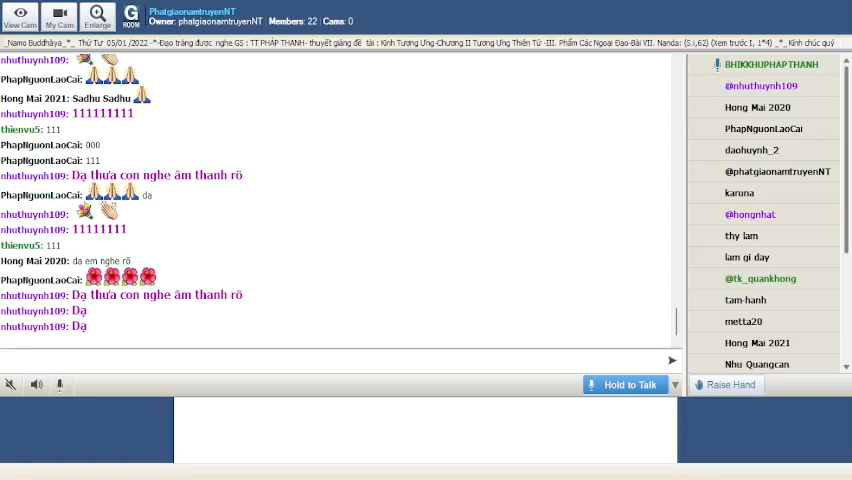 View Cam
My Cam
Enlarge
G
ROOM
PhatgiaonamtruyenNT
Owner: phatgiaonamtruyenNT Members: 22 Cams: 0
_Namo Buddhàya_*_ Thứ Tư 05/01 /2022 -*-Đạo tràng được nghe GS : TT PHÁP THANH- thuyết giảng đề tài : Kinh Tương Ưng-Chương II Tương Ưng Thiên Tử -III. Phẩm Các Ngoại Đạo-Bài VII. Nanda: (S.i,62) (Xem trước I, 1*4) _Kính chúc quý
nhuthuynh109:
PhapNguonLaoCai:
Hong Mai 2021: Sadhu Sadhu
nhuthuynh109: 111111111
thienvu5: 111
PhapNguonLaoCai: 000
PhapNguonLaoCai: 111
nhuthuynh109: Dạ thưa con nghe âm thanh rõ
PhapNguonLaoCai: dạ
nhuthuynh109:
nhuthuynh109: 11111111
thienvu5: 111
Hong Mai 2020: dạ em nghe rõ
PhapNguonLaoCai:
nhuthuynh109: Dạ thưa con nghe âm thanh rõ
nhuthuynh109: Dạ
nhuthuynh109: Dạ
Hold to Talk
BHIKKHUPHAPTHANH
@nhuthuynh109
Hong Mai 2020
PhapNguonLaoCai
daohuynh_2
@phatgiaonamtruyenNT
karuna
@hongnhat
thy lam
lam gi day
@tk_quankhong
tam-hanh
metta20
Hong Mai 2021
Nhu Quangcan
Raise Hand